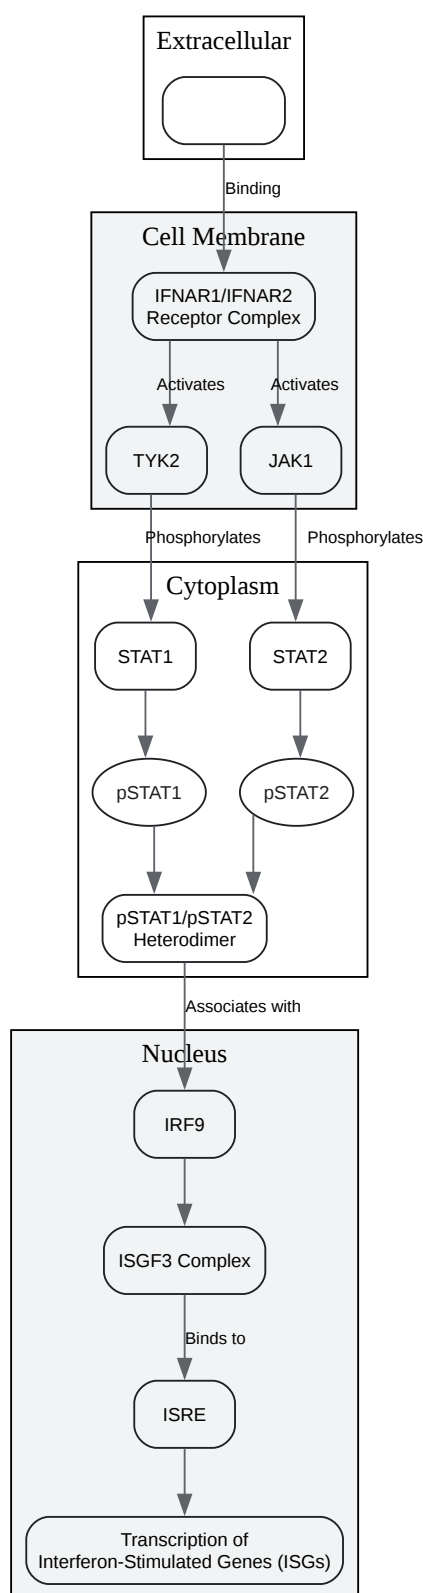 Extracellular
Binding
Cell Membrane
IFNAR1/IFNAR2
Receptor Complex
Activates
Activates
TYK2
JAK1
Phosphorylates
Phosphorylates
Cytoplasm
STAT1
STAT2
pSTAT1
pSTAT2
pSTAT1/pSTAT2
Heterodimer
Associates with
Nucleus
IRF9
ISGF3 Complex
Binds to
ISRE
Transcription of
Interferon-Stimulated Genes (ISGs)